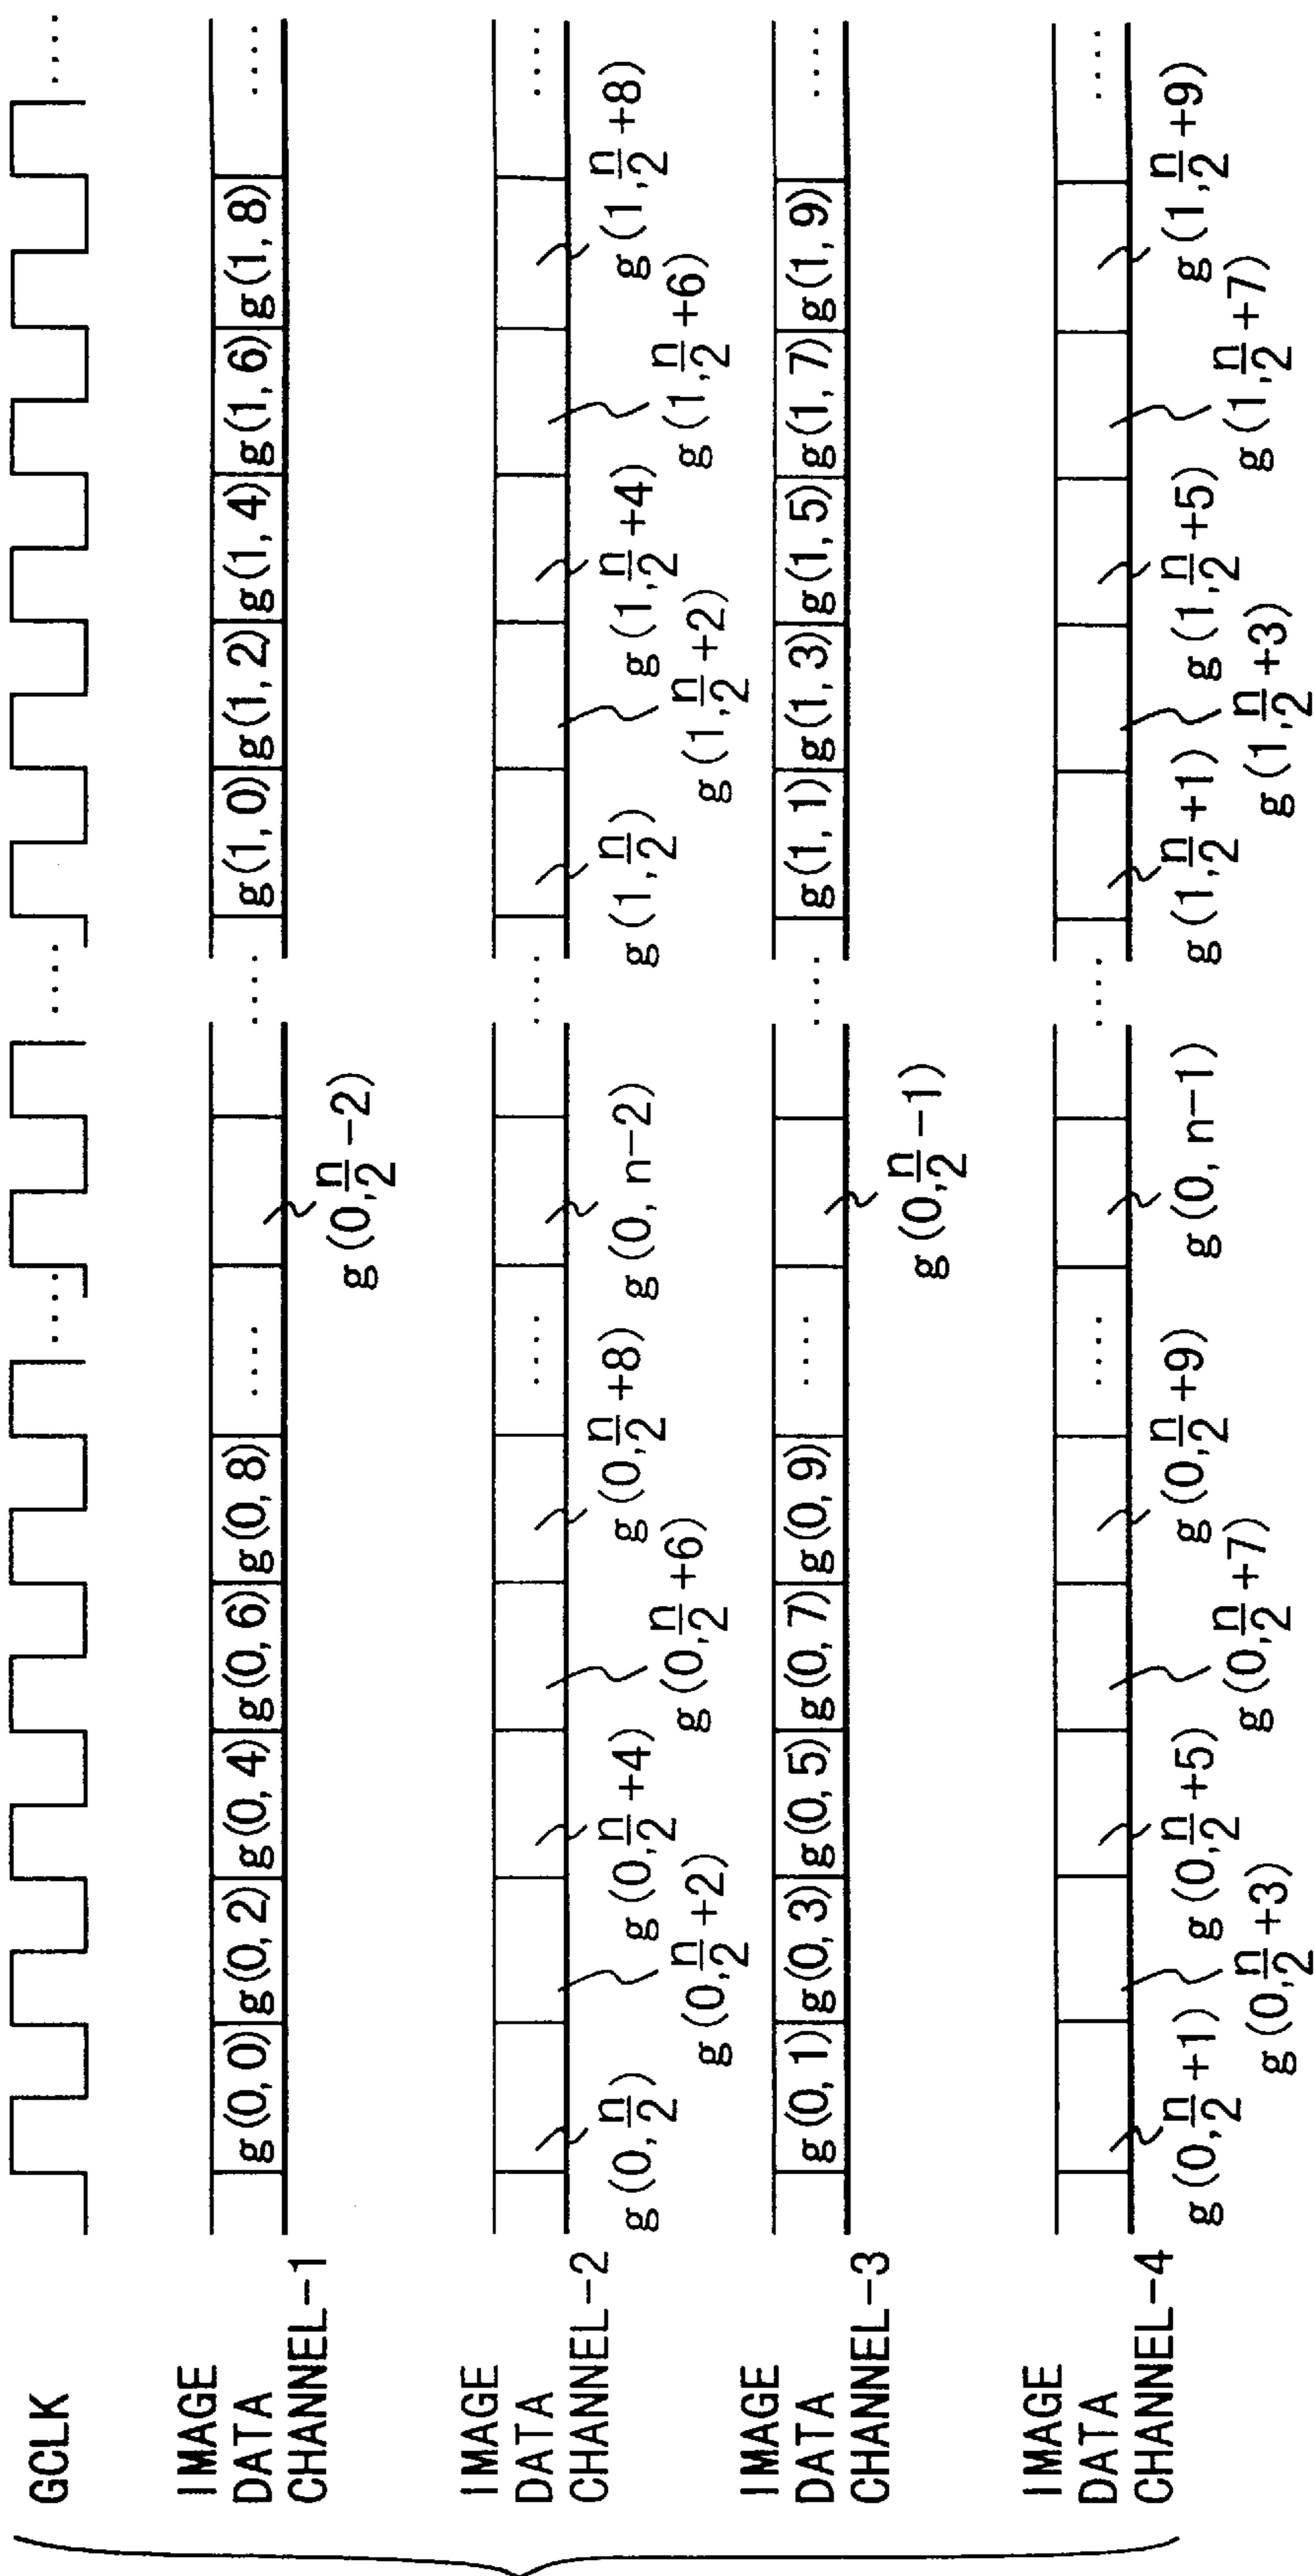 GCLK .... .... ....
IMAGE
DATA
CHANNEL-1
g(0, 0) g(0, 2) g(0, 4) g(0, 6) g(0, 8) .... .... g(1, 0) g(1, 2) g(1, 4) g(1, 6) g(1, 8) ....
g(0, n/2 -2)
IMAGE
DATA
CHANNEL-2
.... .... ....
g(0, n/2) g(0, n/2 +4) g(0, n/2 +8) g(0, n-2) g(1, n/2) g(1, n/2 +4) g(1, n/2 +8)
g(0, n/2 +2) g(0, n/2 +6) g(1, n/2 +2) g(1, n/2 +6)
IMAGE
DATA
CHANNEL-3
g(0, 1) g(0, 3) g(0, 5) g(0, 7) g(0, 9) .... .... g(1, 1) g(1, 3) g(1, 5) g(1, 7) g(1, 9) ....
g(0, n/2 -1)
IMAGE
DATA
CHANNEL-4
.... .... ....
g(0, n/2 +1) g(0, n/2 +5) g(0, n/2 +9) g(0, n-1) g(1, n/2 +1) g(1, n/2 +5) g(1, n/2 +9)
g(0, n/2 +3) g(0, n/2 +7) g(1, n/2 +3) g(1, n/2 +7)